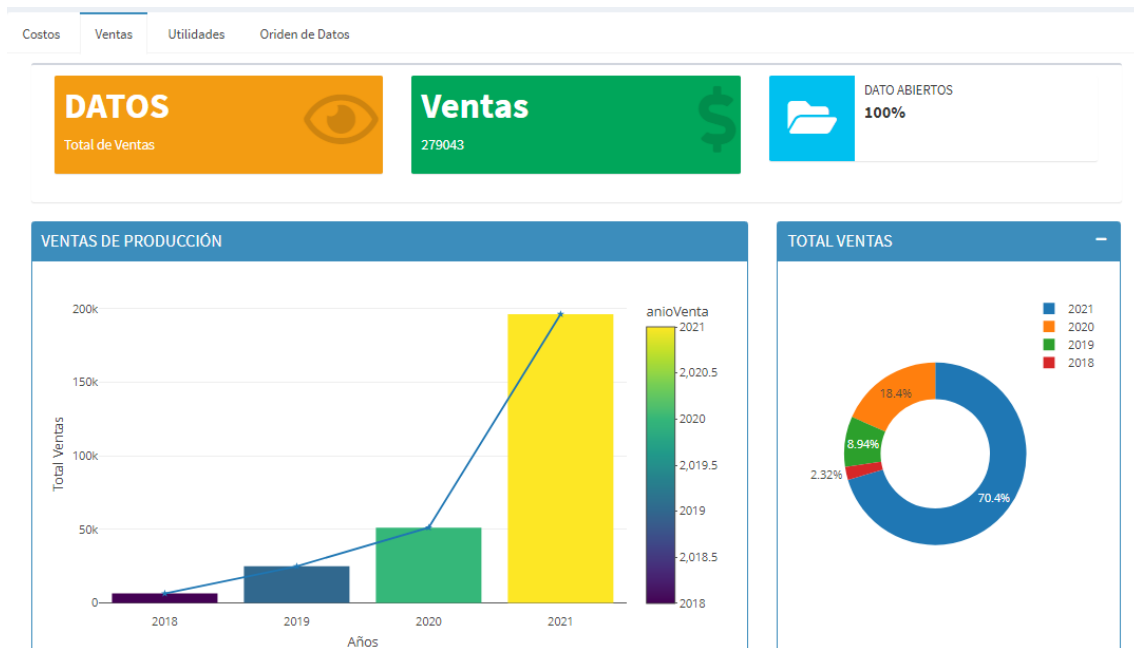 Costos Ventas Utilidades Oriden de Datos
DATOS
Total de Ventas
Ventas
279043
DATO ABIERTOS
100%
VENTAS DE PRODUCCIÓN
200k
150k
100k
50k
0
Total Ventas
2018 2019 2020 2021
Años
anioVenta
2021
2,020.5
2020
2,019.5
2019
2,018.5
2018
TOTAL VENTAS
2021
2020
2019
2018
18.4%
8.94%
2.32%
70.4%